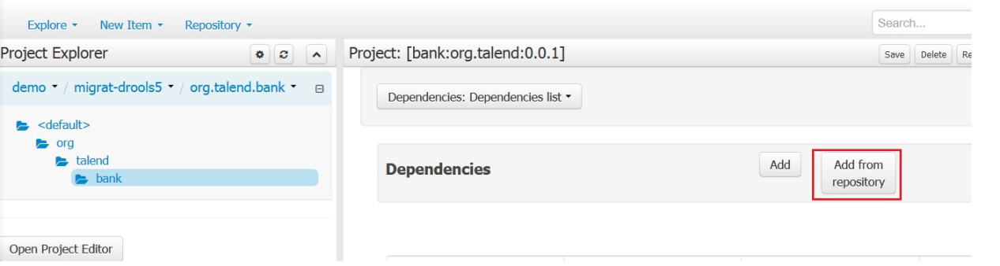 Explore New Item Repository Search...
Project Explorer
Project: [bank:org.talend:0.0.1] Save Delete
demo / migrat-drools5 / org.talend.bank
Dependencies: Dependencies list
<default>
org
talend
bank
Dependencies Add Add from
repository
Open Project Editor